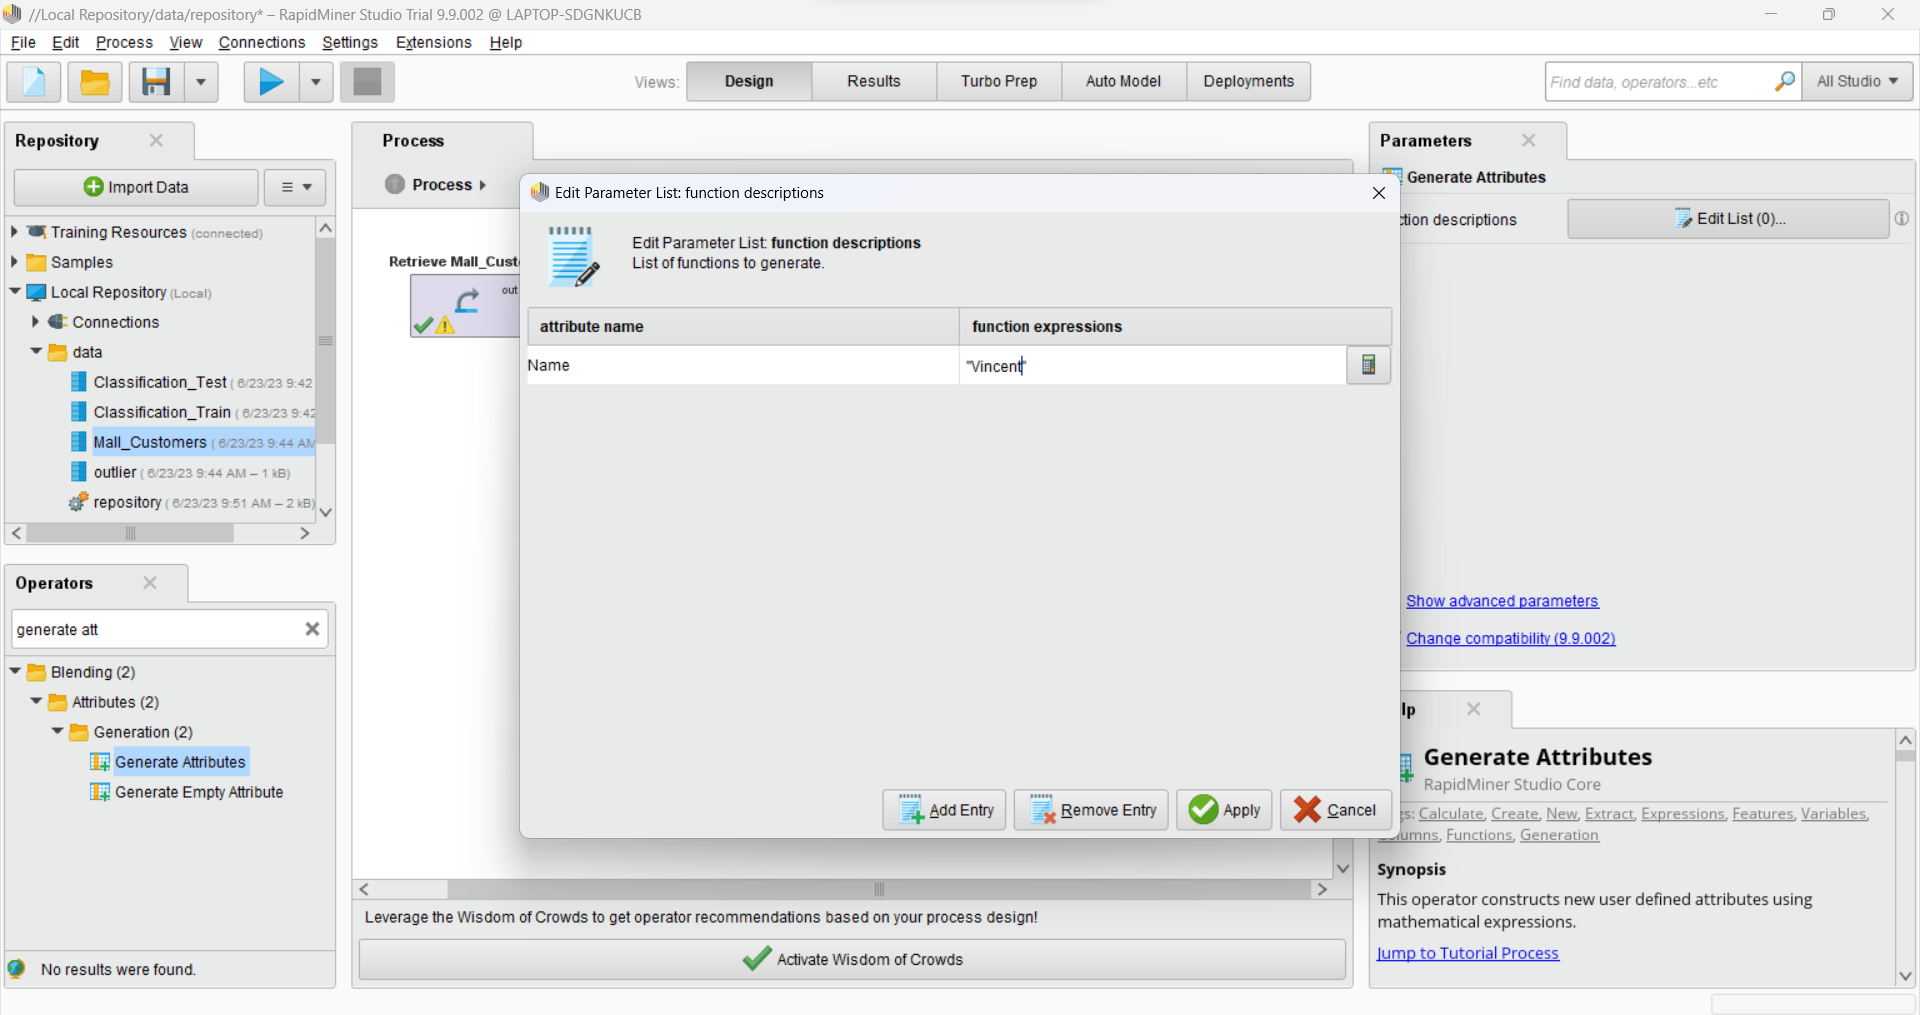 //Local Repository/data/repository* – RapidMiner Studio Trial 9.9.002 @ LAPTOP-SDGNKUCB
File Edit Process View Connections Settings Extensions Help
Views: Design Results Turbo Prep Auto Model Deployments
Find data, operators...etc
All Studio
Repository
Import Data
Training Resources (connected)
Samples
Local Repository (Local)
Connections
data
Classification_Test ( 6/23/23 9:42
Classification_Train ( 6/23/23 9:42
Mall_Customers ( 6/23/23 9:44 AM
outlier ( 6/23/23 9:44 AM – 1 kB)
repository ( 6/23/23 9:51 AM – 2 kB)
Operators
generate att
Blending (2)
Attributes (2)
Generation (2)
Generate Attributes
Generate Empty Attribute
No results were found.
Process
Process
Retrieve Mall_Cust
out
Edit Parameter List: function descriptions
Edit Parameter List: function descriptions
List of functions to generate.
attribute name
function expressions
Name
"Vincent"
Add Entry
Remove Entry
Apply
Cancel
Leverage the Wisdom of Crowds to get operator recommendations based on your process design!
Activate Wisdom of Crowds
Parameters
Generate Attributes
ction descriptions
Edit List (0)...
Show advanced parameters
Change compatibility (9.9.002)
lp
Generate Attributes
RapidMiner Studio Core
gs: Calculate, Create, New, Extract, Expressions, Features, Variables,
Columns, Functions, Generation
Synopsis
This operator constructs new user defined attributes using
mathematical expressions.
Jump to Tutorial Process